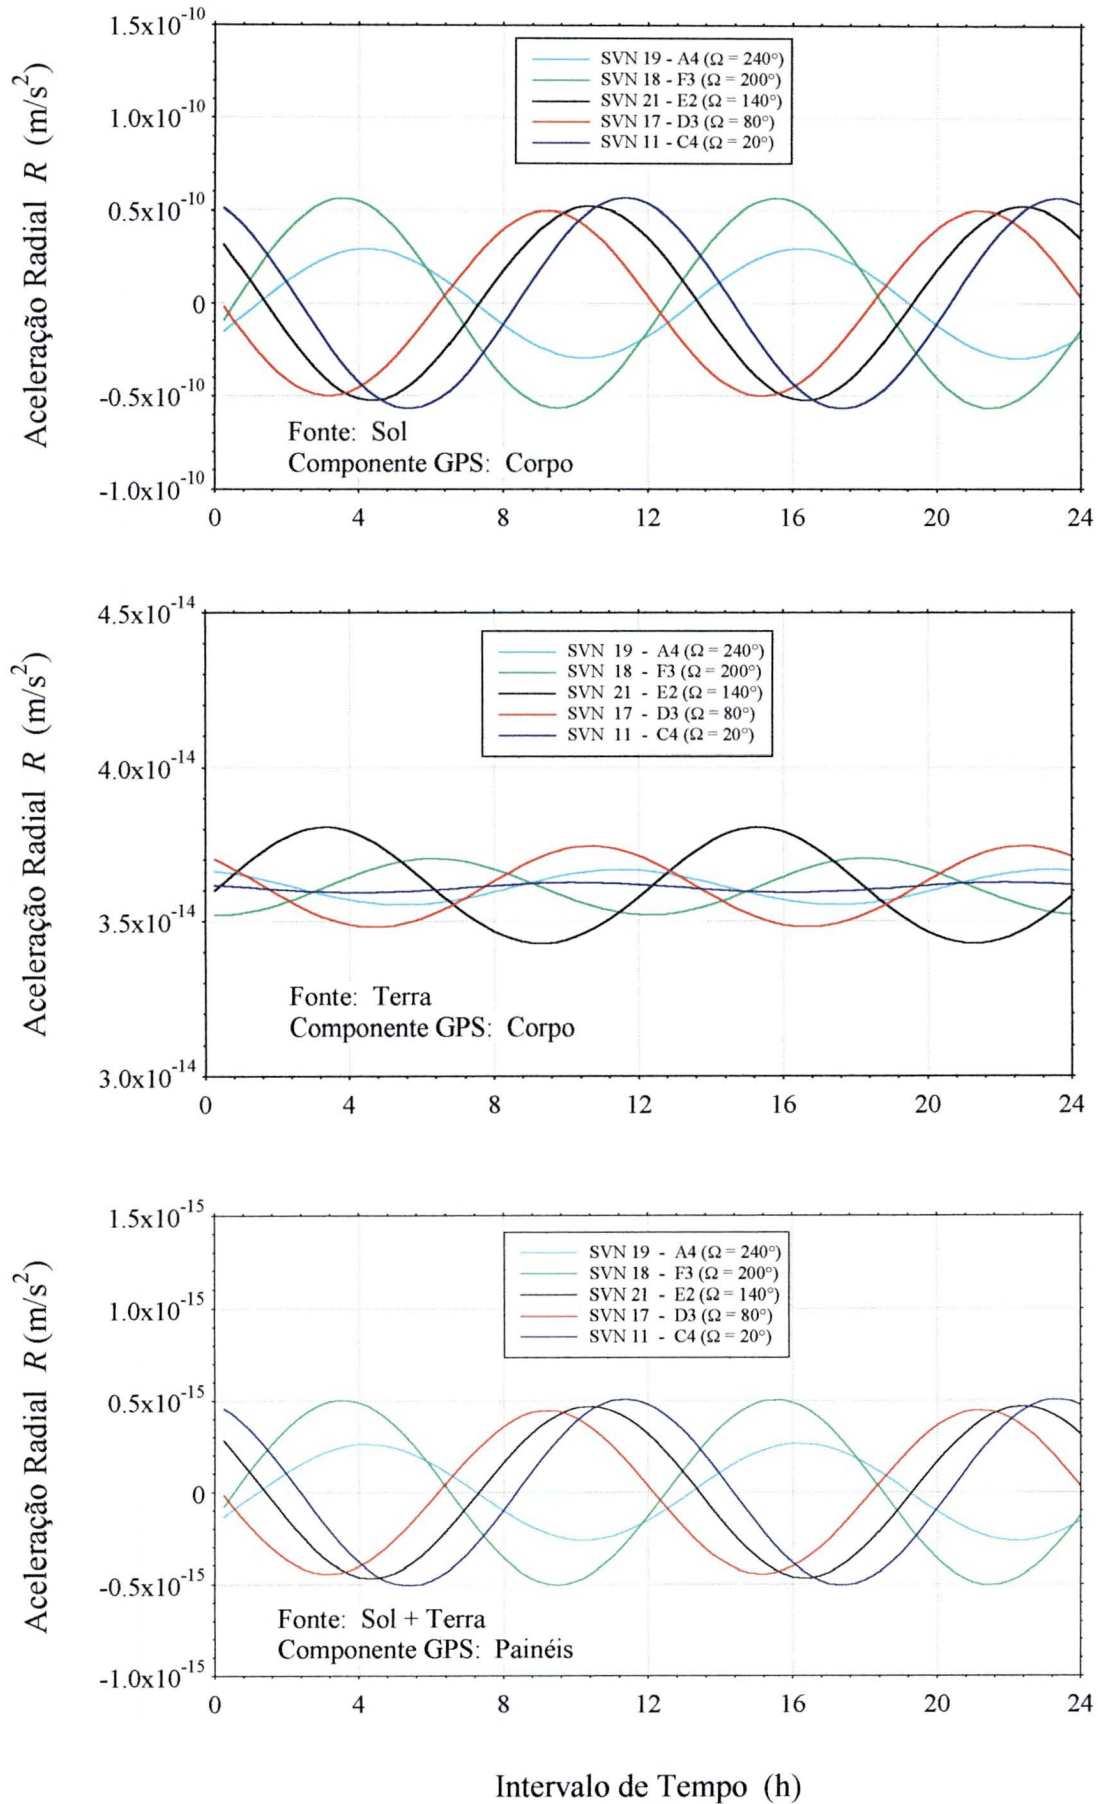 1.5x10-10
SVN 19 - A4 (Ω = 240°)
SVN 18 - F3 (Ω = 200°)
SVN 21 - E2 (Ω = 140°)
SVN 17 - D3 (Ω = 80°)
SVN 11 - C4 (Ω = 20°)
1.0x10-10
0.5x10-10
0
-0.5x10-10
-1.0x10-10
Aceleração Radial R (m/s2)
Fonte: Sol
Componente GPS: Corpo
0 4 8 12 16 20 24
4.5x10-14
SVN 19 - A4 (Ω = 240°)
SVN 18 - F3 (Ω = 200°)
SVN 21 - E2 (Ω = 140°)
SVN 17 - D3 (Ω = 80°)
SVN 11 - C4 (Ω = 20°)
4.0x10-14
3.5x10-14
3.0x10-14
Aceleração Radial R (m/s2)
Fonte: Terra
Componente GPS: Corpo
0 4 8 12 16 20 24
1.5x10-15
SVN 19 - A4 (Ω = 240°)
SVN 18 - F3 (Ω = 200°)
SVN 21 - E2 (Ω = 140°)
SVN 17 - D3 (Ω = 80°)
SVN 11 - C4 (Ω = 20°)
1.0x10-15
0.5x10-15
0
-0.5x10-15
-1.0x10-15
Aceleração Radial R (m/s2)
Fonte: Sol + Terra
Componente GPS: Painéis
0 4 8 12 16 20 24
Intervalo de Tempo (h)